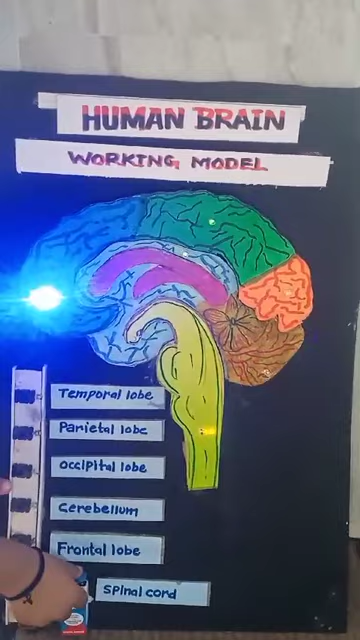 HUMAN BRAIN
WORKING MODEL
Temporal lobe
Parietal lobe
Occipital lobe
Cerebellum
Frontal lobe
Spinal cord